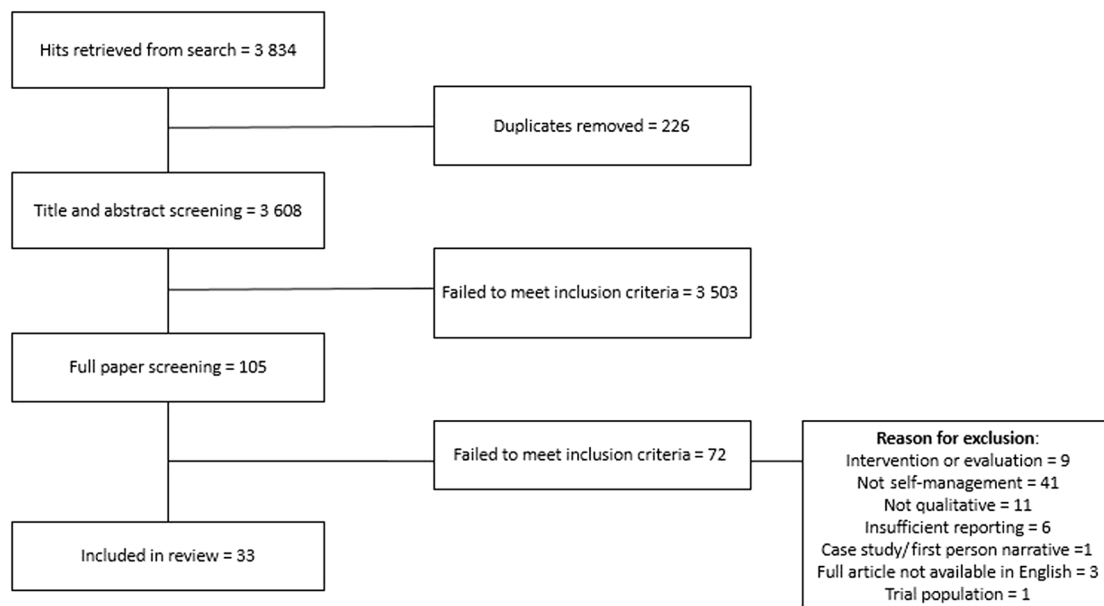 Hits retrieved from search = 3 834
Duplicates removed = 226
Title and abstract screening = 3 608
Failed to meet inclusion criteria = 3 503
Full paper screening = 105
Failed to meet inclusion criteria = 72
Reason for exclusion:
Intervention or evaluation = 9
Not self-management = 41
Not qualitative = 11
Insufficient reporting = 6
Case study/first person narrative =1
Full article not available in English = 3
Trial population = 1
Included in review = 33